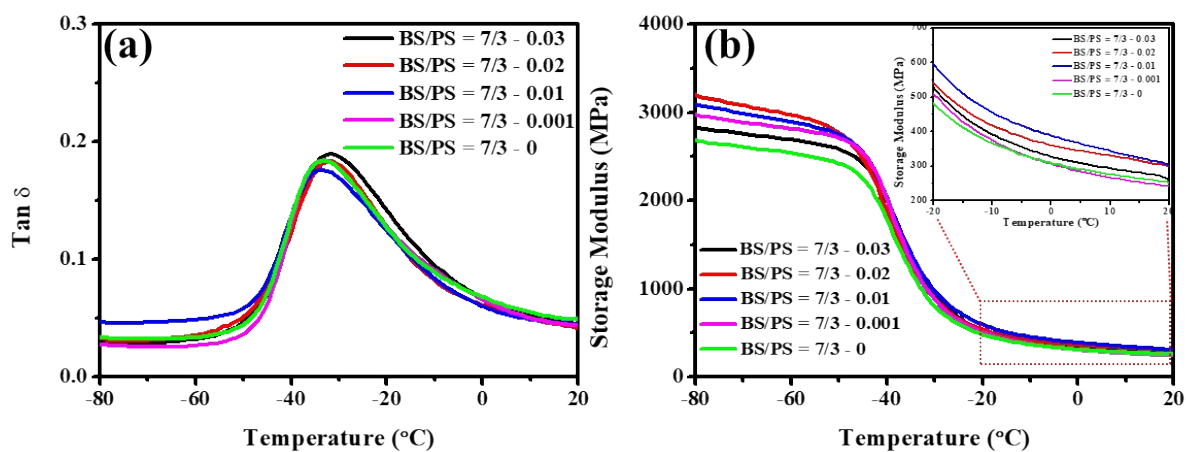 (a)
BS/PS = 7/3 - 0.03
BS/PS = 7/3 - 0.02
BS/PS = 7/3 - 0.01
BS/PS = 7/3 - 0.001
BS/PS = 7/3 - 0
0.3
0.2
0.1
0.0
Tan δ
-80
-60
-40
-20
0
20
Temperature (°C)
(b)
4000
3000
2000
1000
0
Storage Modulus (MPa)
BS/PS = 7/3 - 0.03
BS/PS = 7/3 - 0.02
BS/PS = 7/3 - 0.01
BS/PS = 7/3 - 0.001
BS/PS = 7/3 - 0
-80
-60
-40
-20
0
20
Temperature (°C)
700
600
500
400
300
200
Storage Modulus (MPa)
BS/PS = 7/3 - 0.03
BS/PS = 7/3 - 0.02
BS/PS = 7/3 - 0.01
BS/PS = 7/3 - 0.001
BS/PS = 7/3 - 0
-20
-10
0
10
20
Temperature (°C)